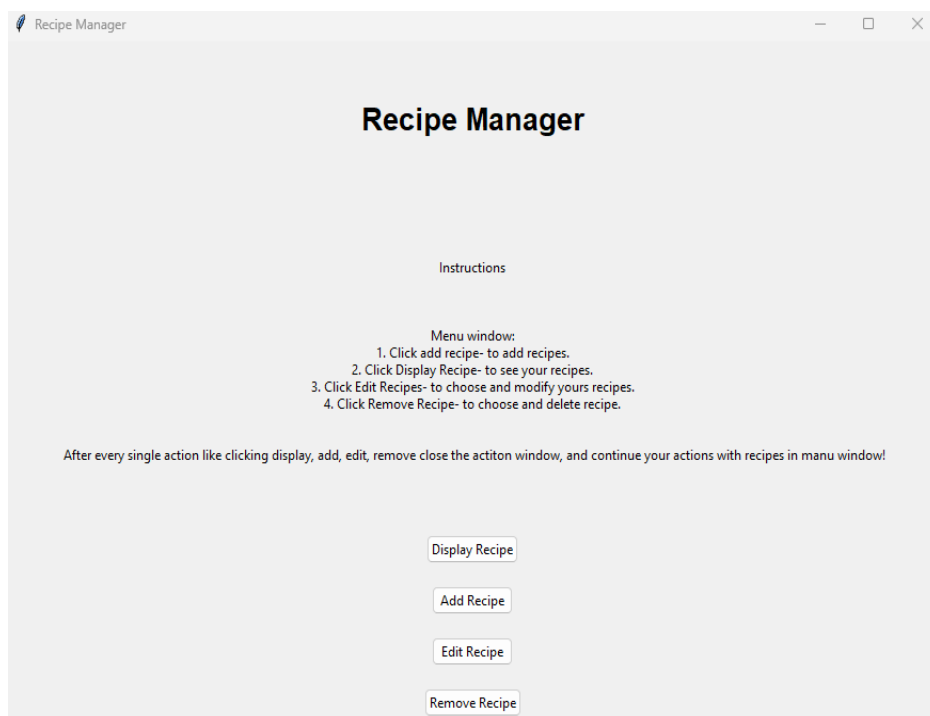 Recipe Manager
Recipe Manager
Instructions
Menu window:
1. Click add recipe- to add recipes.
2. Click Display Recipe- to see your recipes.
3. Click Edit Recipes- to choose and modify yours recipes.
4. Click Remove Recipe- to choose and delete recipe.
After every single action like clicking display, add, edit, remove close the actiton window, and continue your actions with recipes in manu window!
Display Recipe
Add Recipe
Edit Recipe
Remove Recipe